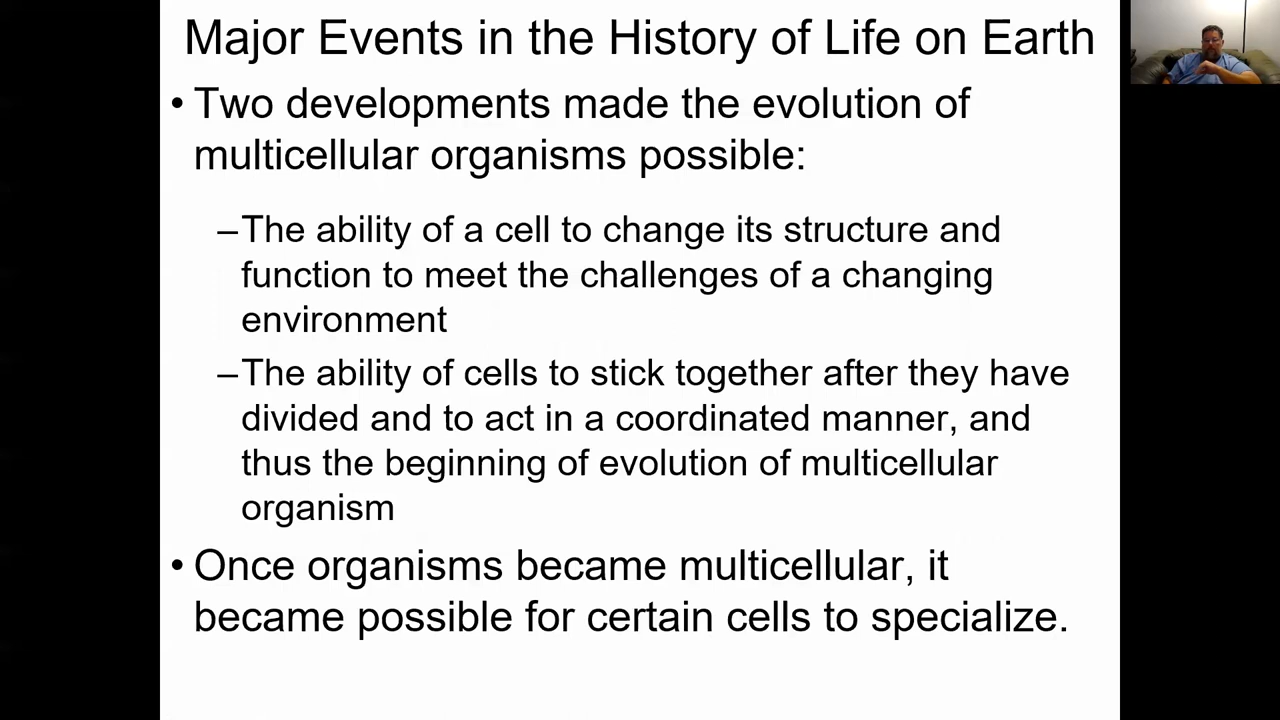 Major Events in the History of Life on Earth
• Two developments made the evolution of
multicellular organisms possible:
–The ability of a cell to change its structure and
function to meet the challenges of a changing
environment
–The ability of cells to stick together after they have
divided and to act in a coordinated manner, and
thus the beginning of evolution of multicellular
organism
• Once organisms became multicellular, it
became possible for certain cells to specialize.